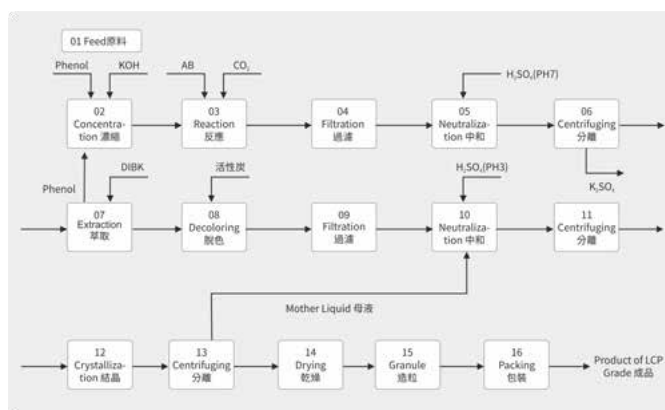 01 Feed原料
Phenol
KOH
AB
CO₂
H₂SO₄(PH7)
02
Concentra-
tion 濃縮
03
Reaction
反應
04
Filtration
過濾
05
Neutraliza-
tion 中和
06
Centrifuging
分離
Phenol
DIBK
活性炭
H₂SO₄(PH3)
K₂SO₄
07
Extraction
萃取
08
Decoloring
脫色
09
Filtration
過濾
10
Neutraliza-
tion 中和
11
Centrifuging
分離
Mother Liquid 母液
12
Crystalliza-
tion 結晶
13
Centrifuging
分離
14
Drying
乾燥
15
Granule
造粒
16
Packing
包裝
Product of LCP
Grade 成品